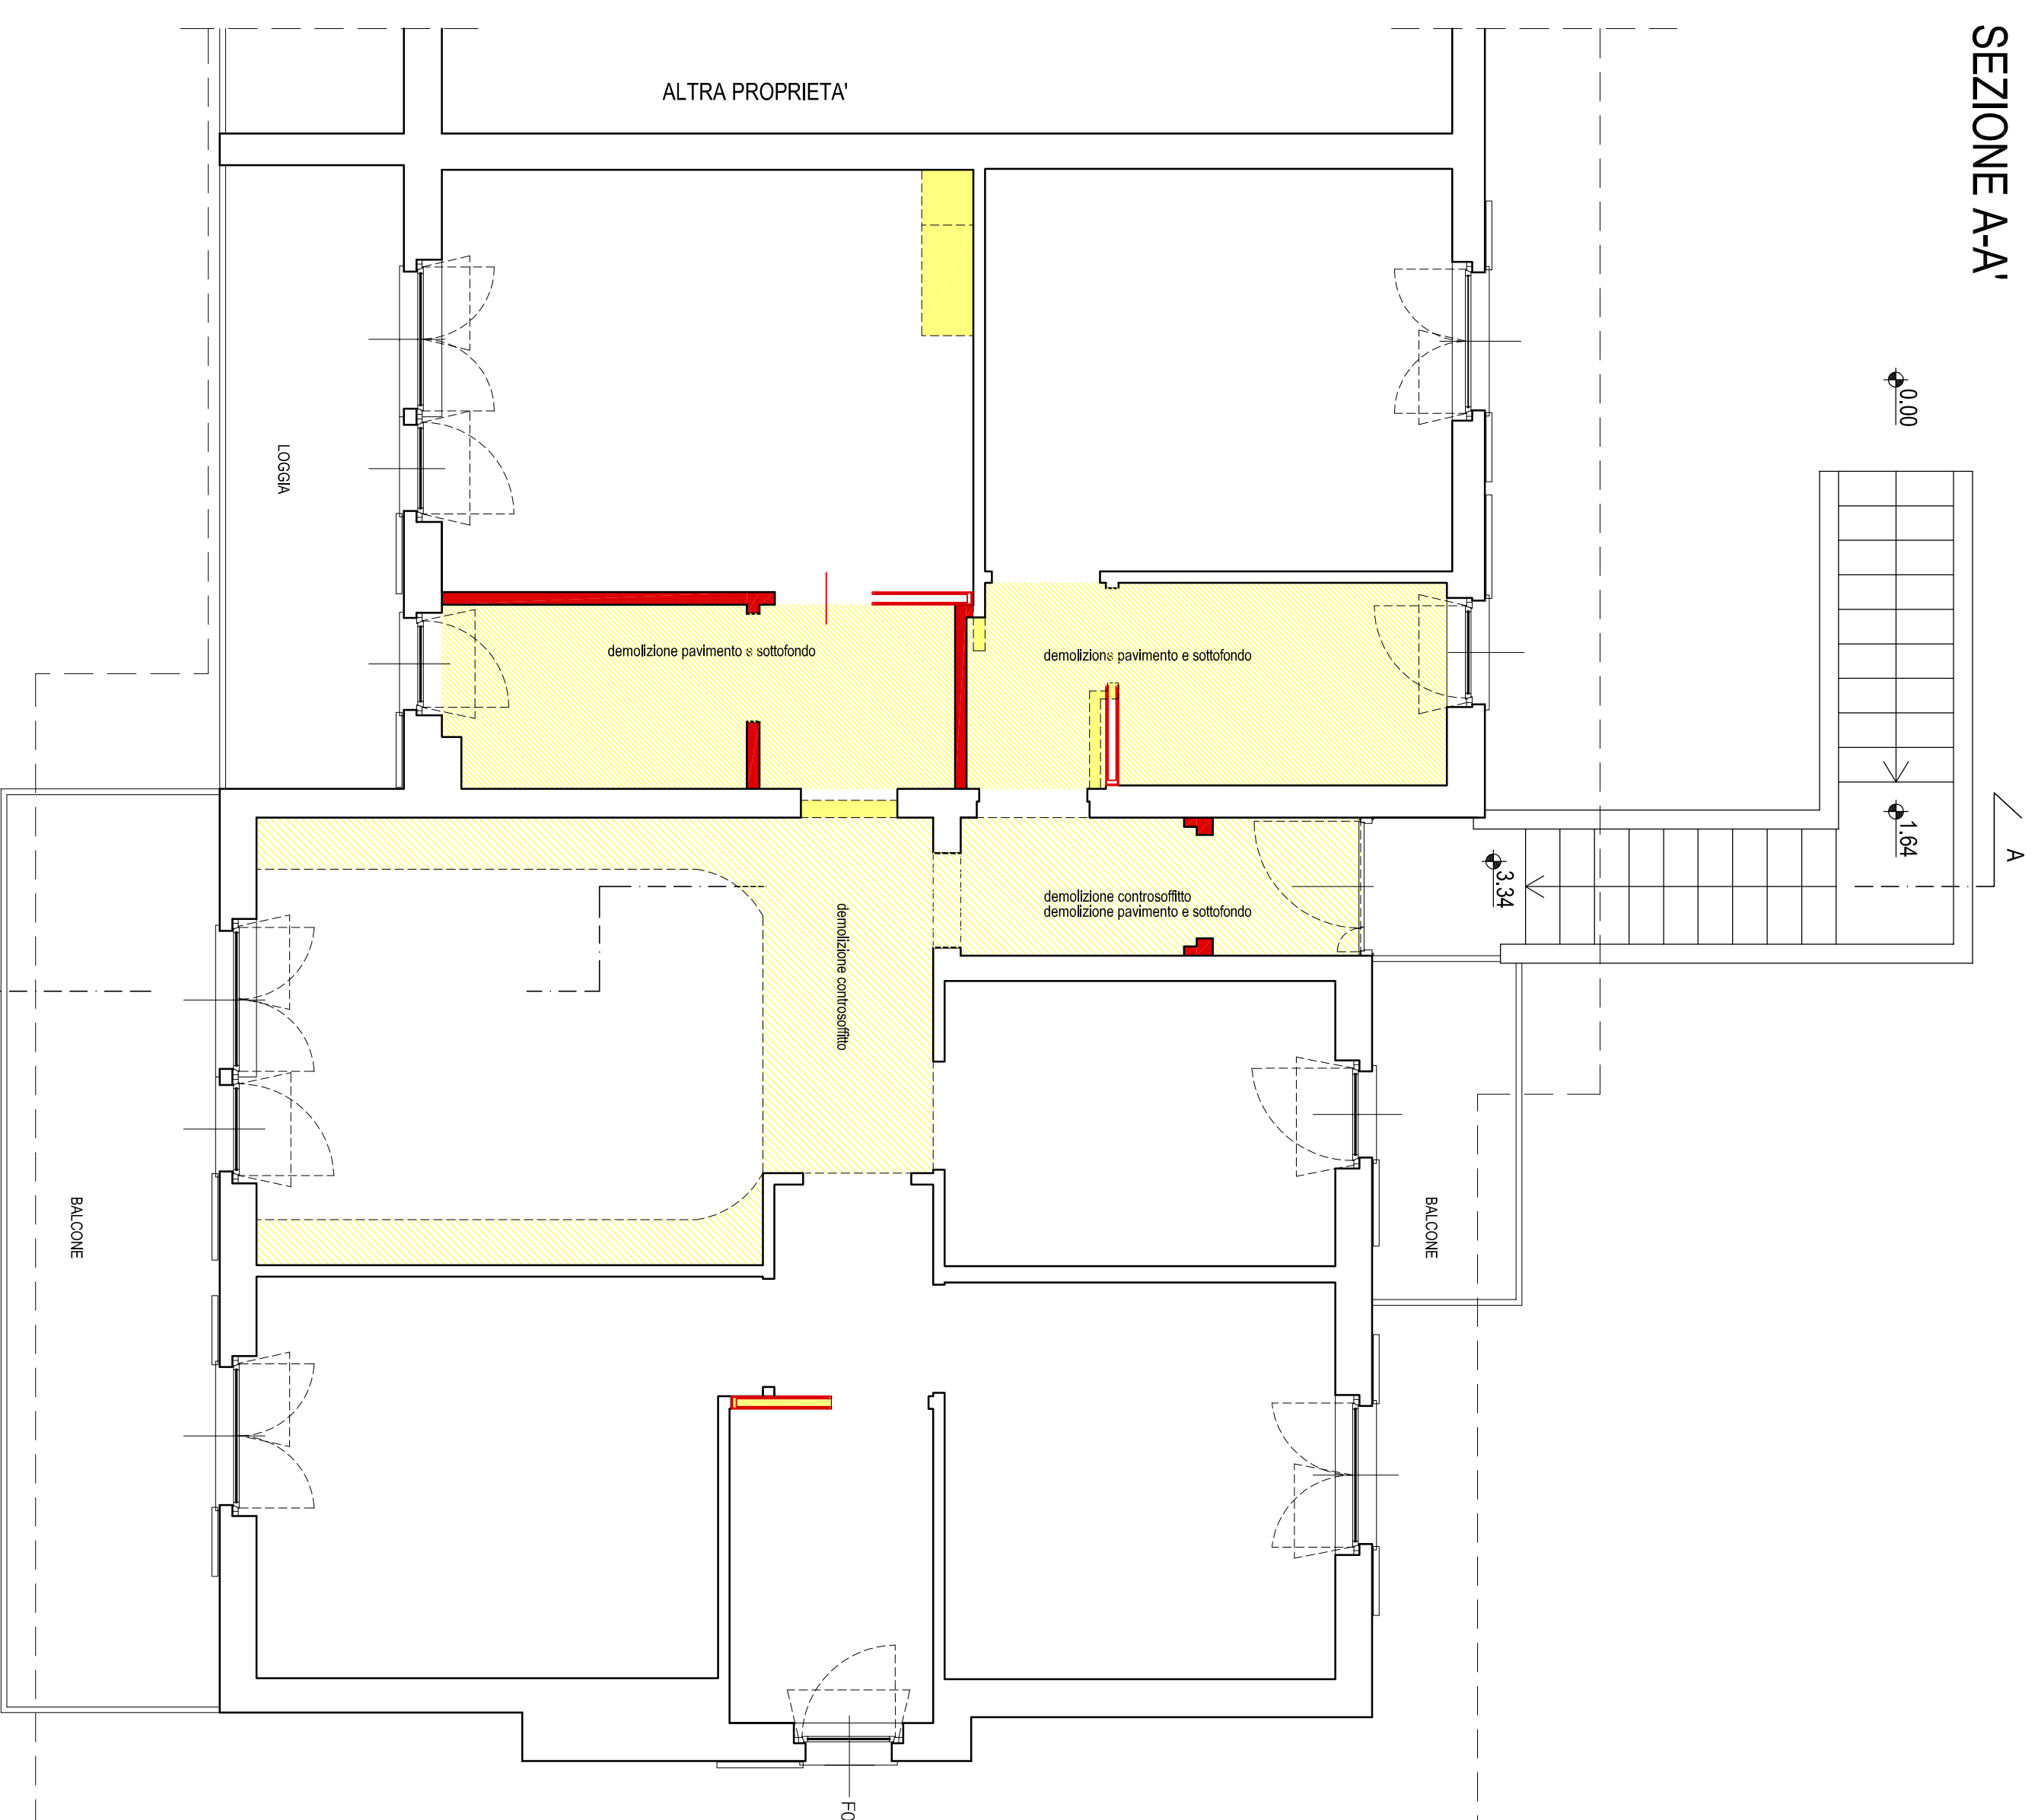 SEZIONE A-A'
ALTRA PROPRIETA'
0.00
LOGGIA
demolizione pavimento e sottofondo
demolizione pavimento e sottofondo
1.64
A
3.34
demolizione controsoffitto
demolizione pavimento e sottofondo
demolizione controsoffitto
BALCONE
BALCONE